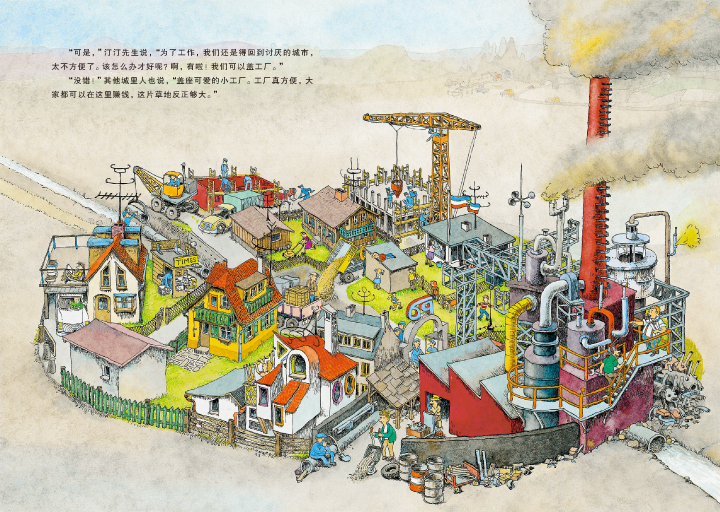 “可是，”汀汀先生说，“为了工作，我们还是得回到讨厌的城市，
太不方便了。该怎么办才好呢？啊，有啦！我们可以盖工厂。”
“没错！”其他城里人也说，“盖座可爱的小工厂。工厂真方便，大
家都可以在这里赚钱，这片草地反正够大。”
TIMES